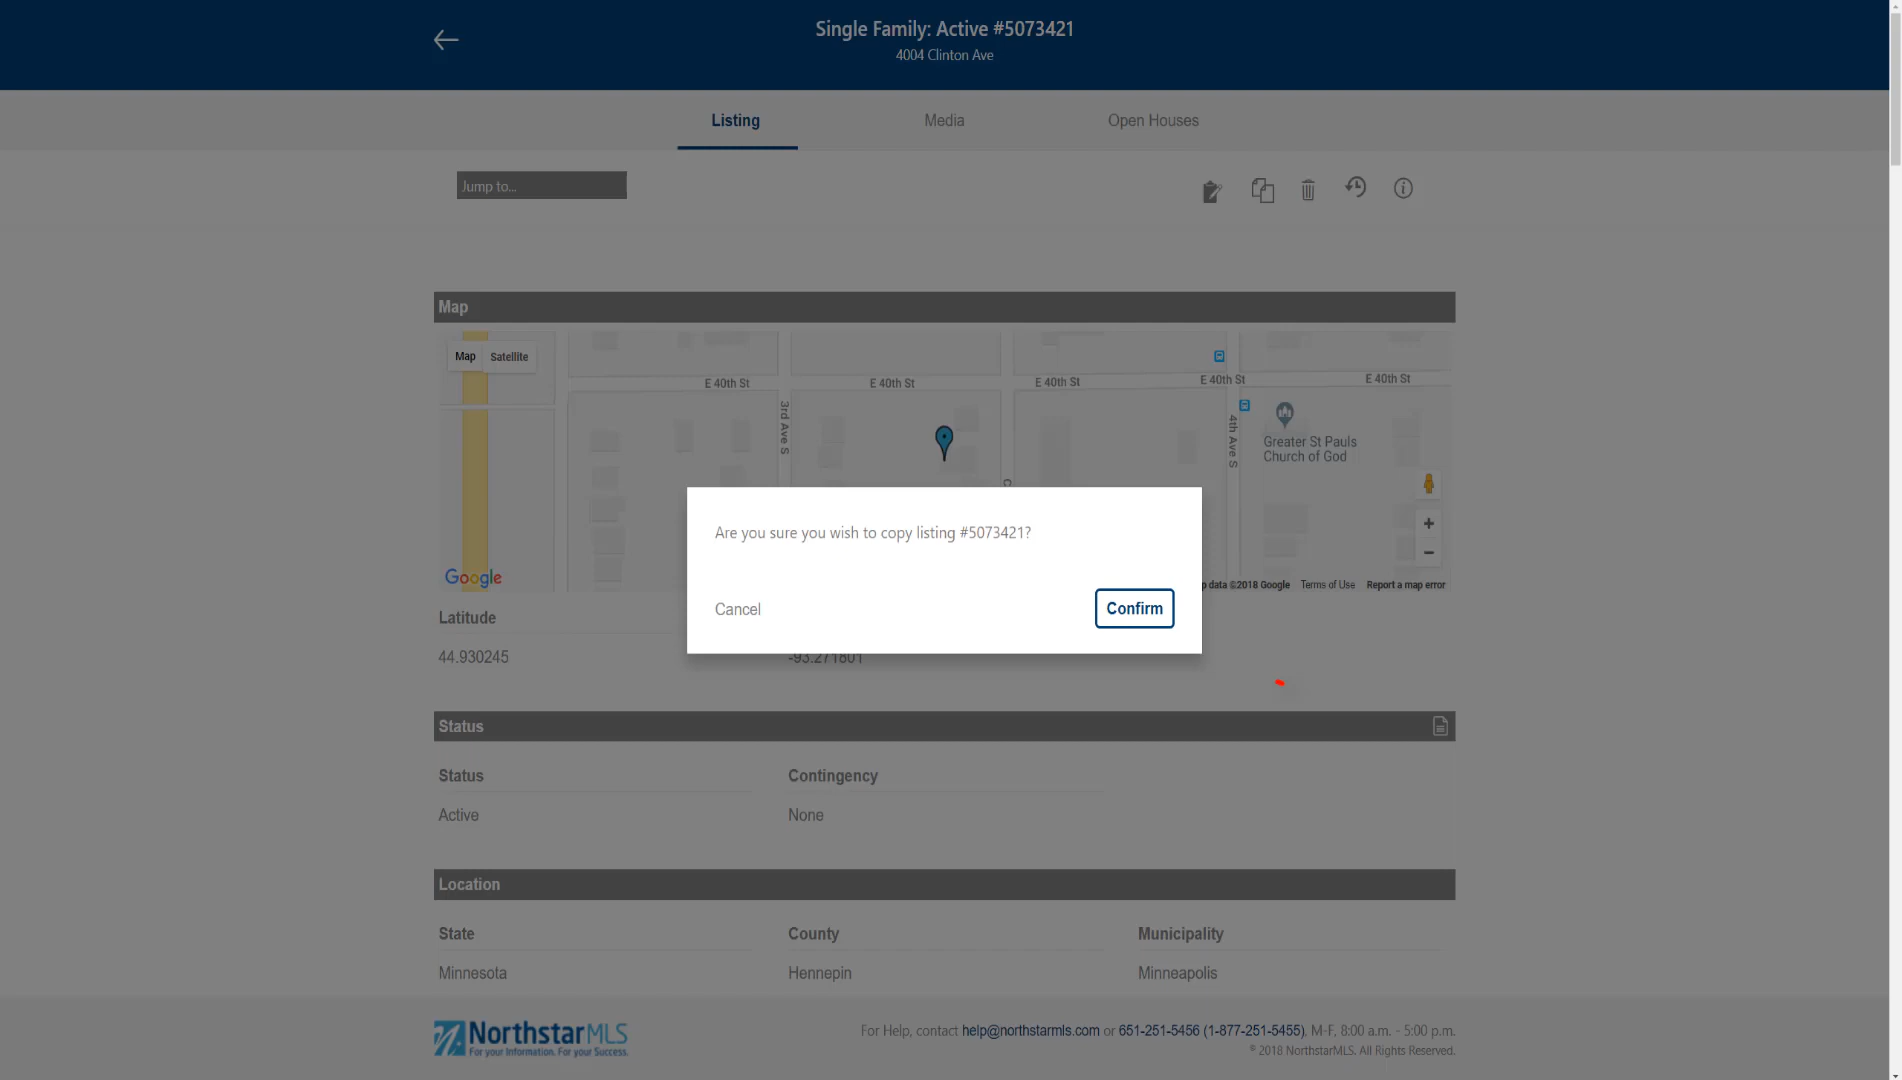 Single Family: Active #5073421
4004 Clinton Ave
Listing
Media
Open Houses
Jump to...
Map
Map
Satellite
E 40th St
E 40th St
E 40th St
E 40th St
E 40th St
3rd Ave S
4th Ave S
C
Greater St Pauls
Church of God
Are you sure you wish to copy listing #5073421?
Cancel
Confirm
Google
p data ©2018 Google
Terms of Use
Report a map error
Latitude
44.930245
-93.271801
Status
Status
Contingency
Active
None
Location
State
County
Municipality
Minnesota
Hennepin
Minneapolis
NorthstarMLS
For your Information. For your Success.
For Help, contact help@northstarmls.com or 651-251-5456 (1-877-251-5455), M-F, 8:00 a.m. - 5:00 p.m.
© 2018 NorthstarMLS. All Rights Reserved.